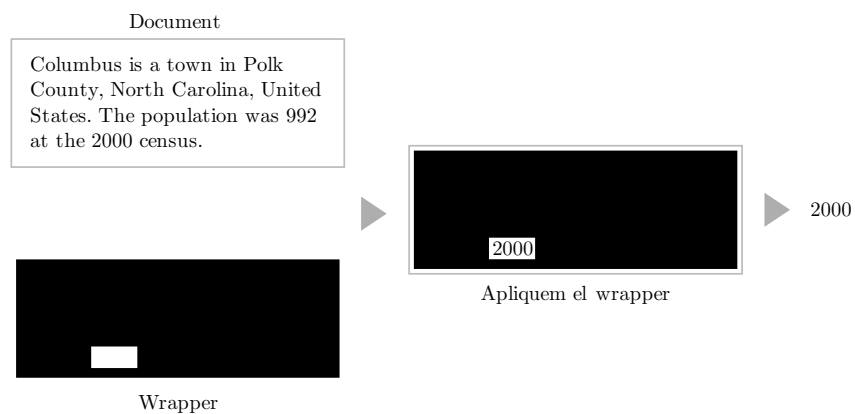 Document
Columbus is a town in Polk
County, North Carolina, United
States. The population was 992
at the 2000 census.
Wrapper
2000
Apliquem el wrapper
2000